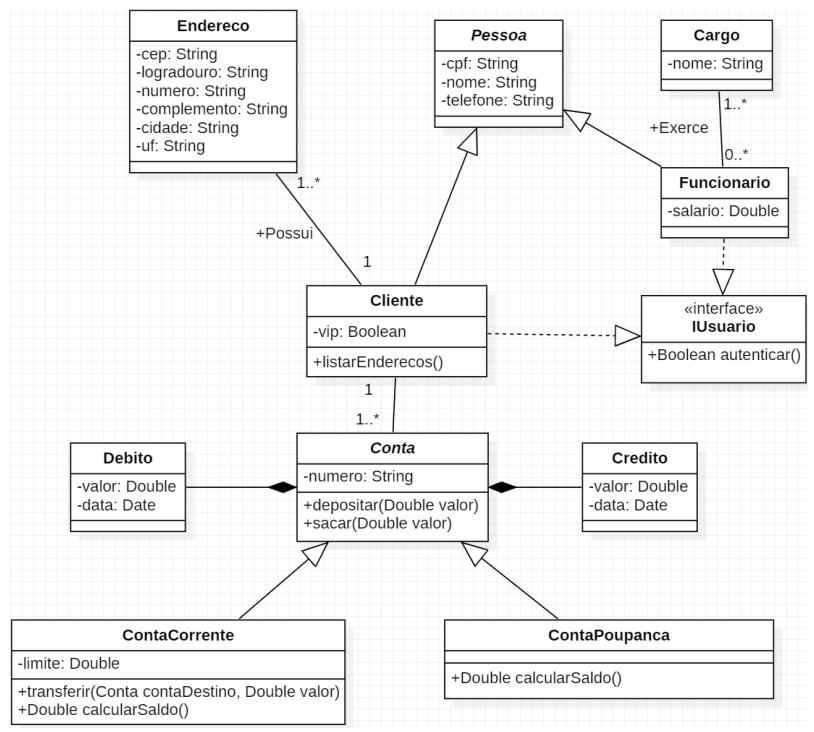 Endereco
-cep: String
-logradouro: String
-numero: String
-complemento: String
-cidade: String
-uf: String
Pessoa
-cpf: String
-nome: String
-telefone: String
Cargo
-nome: String
1..*
+Exerce
0..*
Funcionario
-salario: Double
1..*
+Possui
1
Cliente
-vip: Boolean
+listarEnderecos()
«interface»
IUsuario
+Boolean autenticar()
1
1..*
Debito
-valor: Double
-data: Date
Conta
-numero: String
+depositar(Double valor)
+sacar(Double valor)
Credito
-valor: Double
-data: Date
ContaCorrente
-limite: Double
+transferir(Conta contaDestino, Double valor)
+Double calcularSaldo()
ContaPoupanca
+Double calcularSaldo()